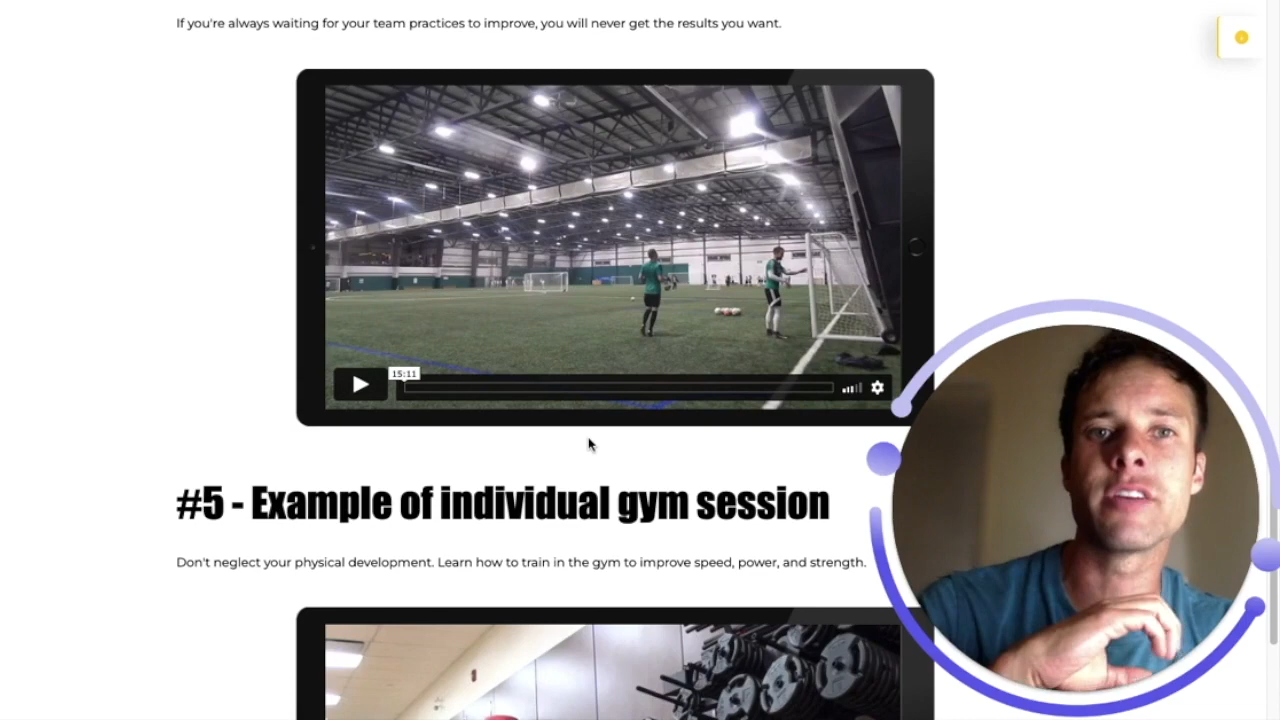 If you're always waiting for your team practices to improve, you will never get the results you want.
15:11
#5 - Example of individual gym session
Don't neglect your physical development. Learn how to train in the gym to improve speed, power, and strength.